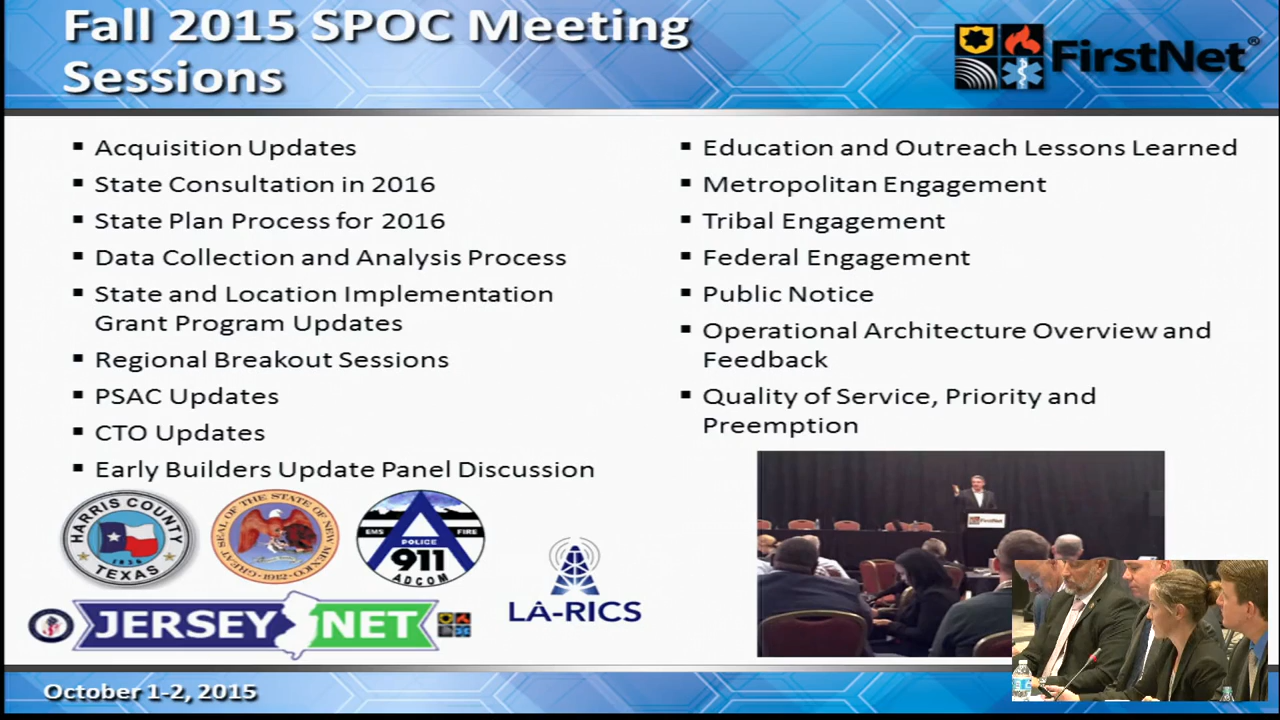 Fall 2015 SPOC Meeting
Sessions
FirstNet®
▪ Acquisition Updates
▪ State Consultation in 2016
▪ State Plan Process for 2016
▪ Data Collection and Analysis Process
▪ State and Location Implementation
Grant Program Updates
▪ Regional Breakout Sessions
▪ PSAC Updates
▪ CTO Updates
▪ Early Builders Update Panel Discussion
▪ Education and Outreach Lessons Learned
▪ Metropolitan Engagement
▪ Tribal Engagement
▪ Federal Engagement
▪ Public Notice
▪ Operational Architecture Overview and
Feedback
▪ Quality of Service, Priority and
Preemption
HARRIS COUNTY
1836
TEXAS
GREAT SEAL OF THE STATE OF NEW MEXICO
1912
EMS POLICE FIRE
911
ADCOM
JERSEY NET
LA-RICS
FirstNet
October 1-2, 2015